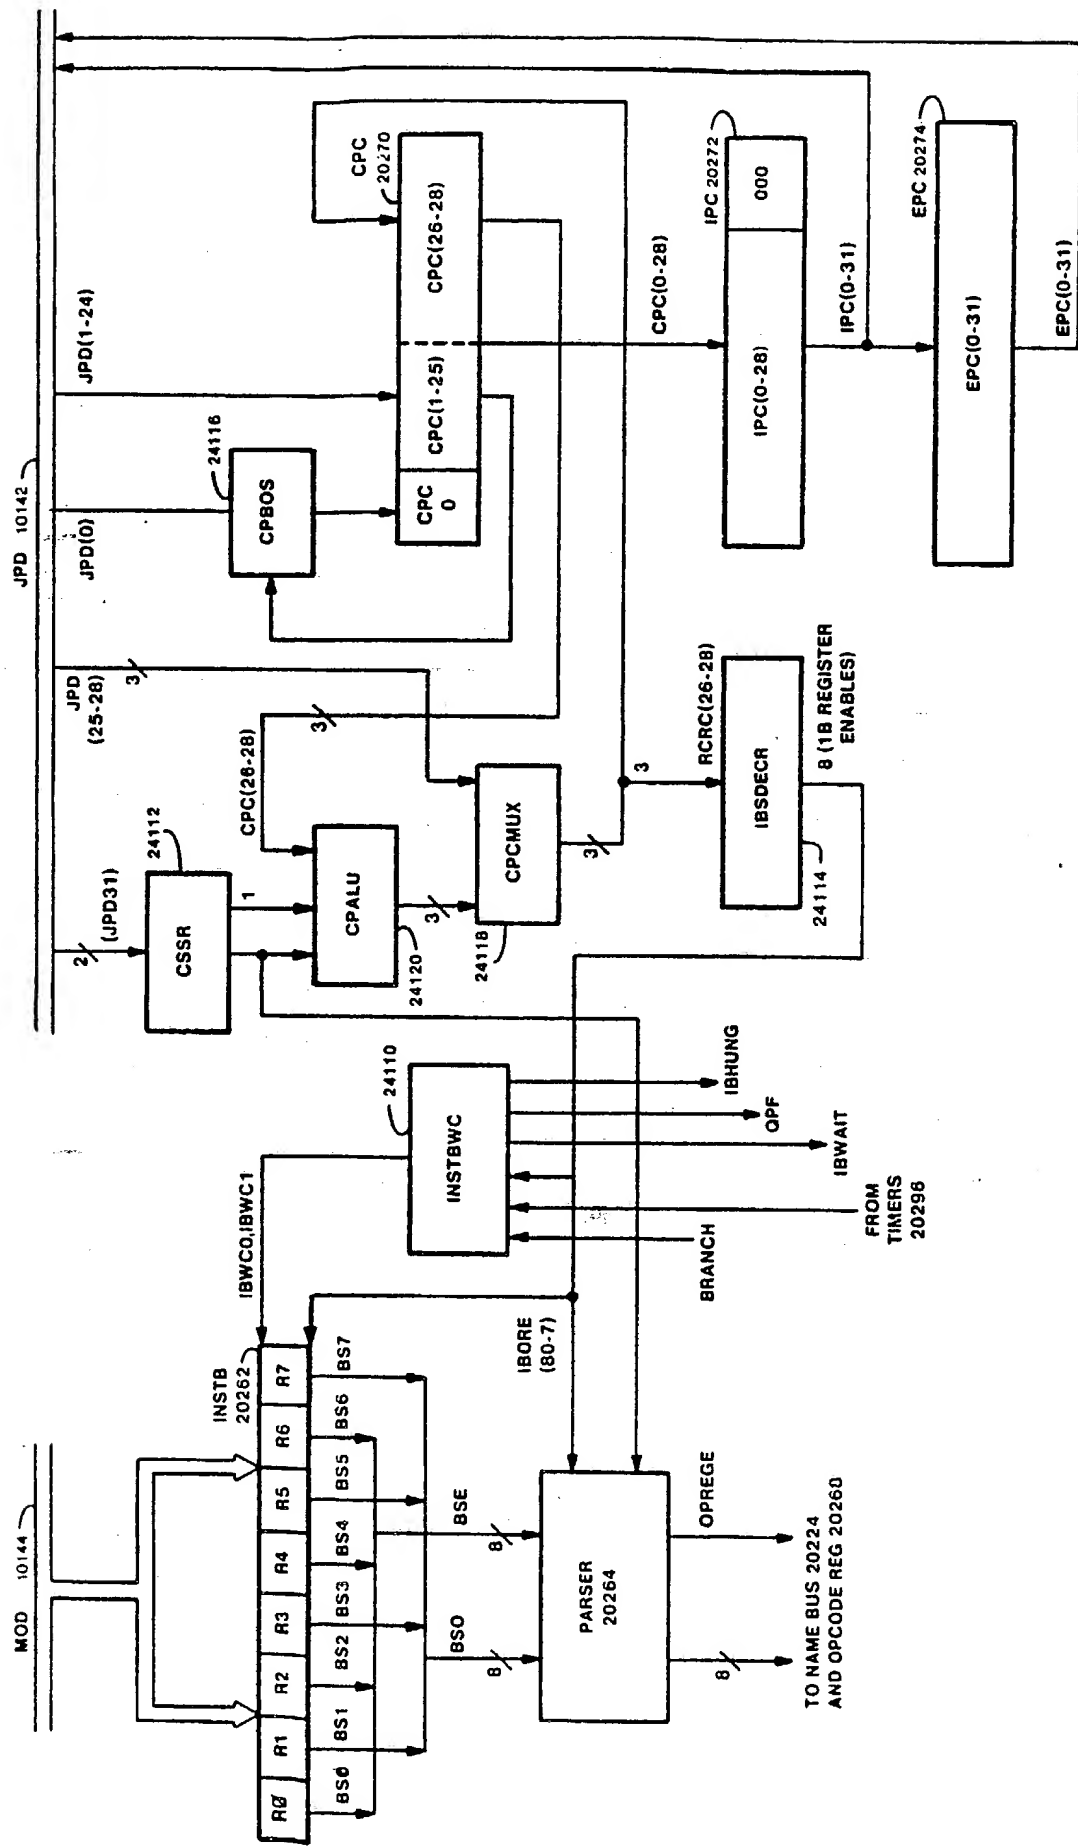 MOD 10144
INSTB
20262
R0
R1
R2
R3
R4
R5
R6
R7
BS0
BS1
BS2
BS3
BS4
BS5
BS6
BS7
BSO
BSE
8
8
PARSER
20264
8
OPREGE
TO NAME BUS 20224
AND OPCODE REG 20260
IBWC0,IBWC1
IBORE
(80-7)
24110
INSTBWC
BRANCH
FROM
TIMERS
20296
IBWAIT
QPF
IBHUNG
JPD 10142
2
(JPD31)
24112
CSSR
1
CPC(26-28)
3
CPALU
24120
3
JPD
(25-28)
3
CPCMUX
24118
3
3
RCRC(26-28)
IBSDECR
24114
8 (1B REGISTER
ENABLES)
JPD(0)
24116
CPBOS
JPD(1-24)
CPC
20270
CPC
0
CPC(1-25)
CPC(26-28)
CPC(0-28)
IPC 20272
IPC(0-28)
000
IPC(0-31)
EPC 20274
EPC(0-31)
EPC(0-31)